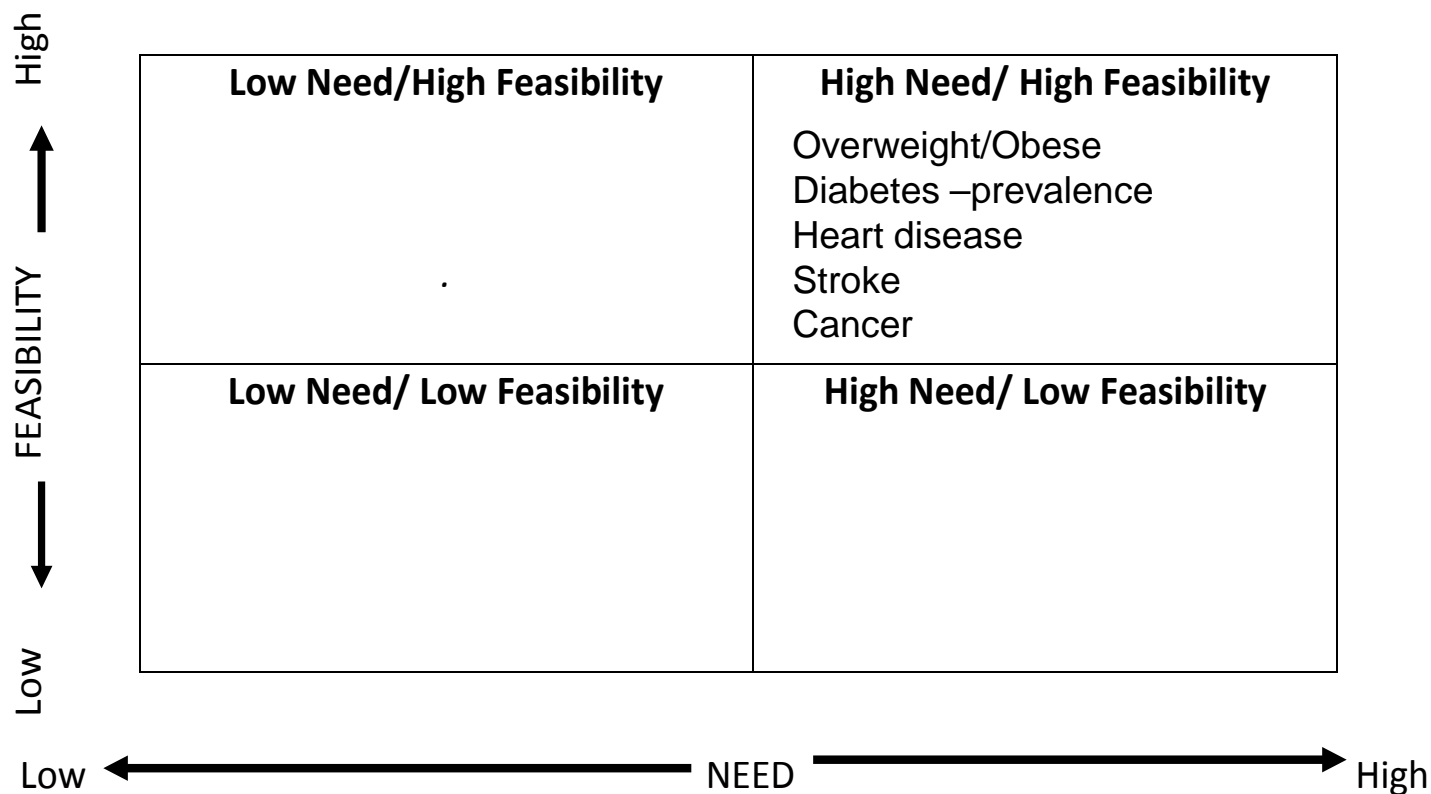 High
Low Need/High Feasibility
High Need/ High Feasibility
Overweight/Obese
Diabetes –prevalence
Heart disease
Stroke
Cancer
.
FEASIBILITY
Low Need/ Low Feasibility
High Need/ Low Feasibility
Low
Low
NEED
High